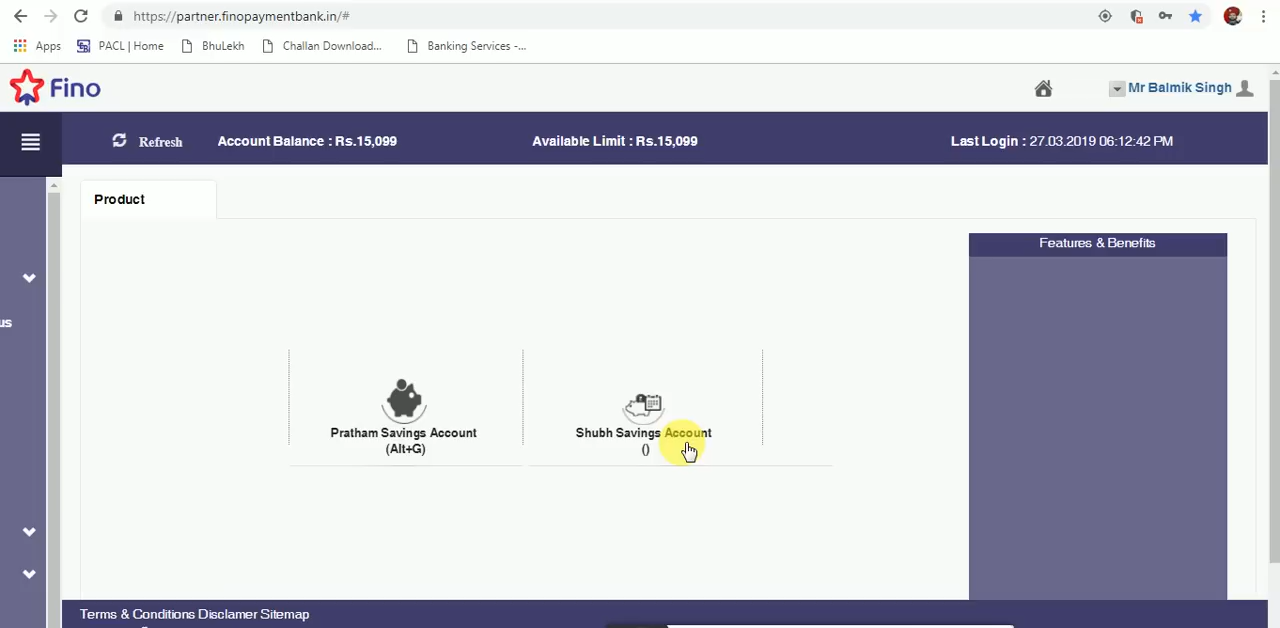 https://partner.finopaymentbank.in/#
Apps PACL | Home BhuLekh Challan Download... Banking Services -...
Fino Mr Balmik Singh
Refresh Account Balance : Rs.15,099 Available Limit : Rs.15,099 Last Login : 27.03.2019 06:12:42 PM
Product
Features & Benefits
us
Pratham Savings Account
(Alt+G)
Shubh Savings Account
()
Terms & Conditions Disclamer Sitemap